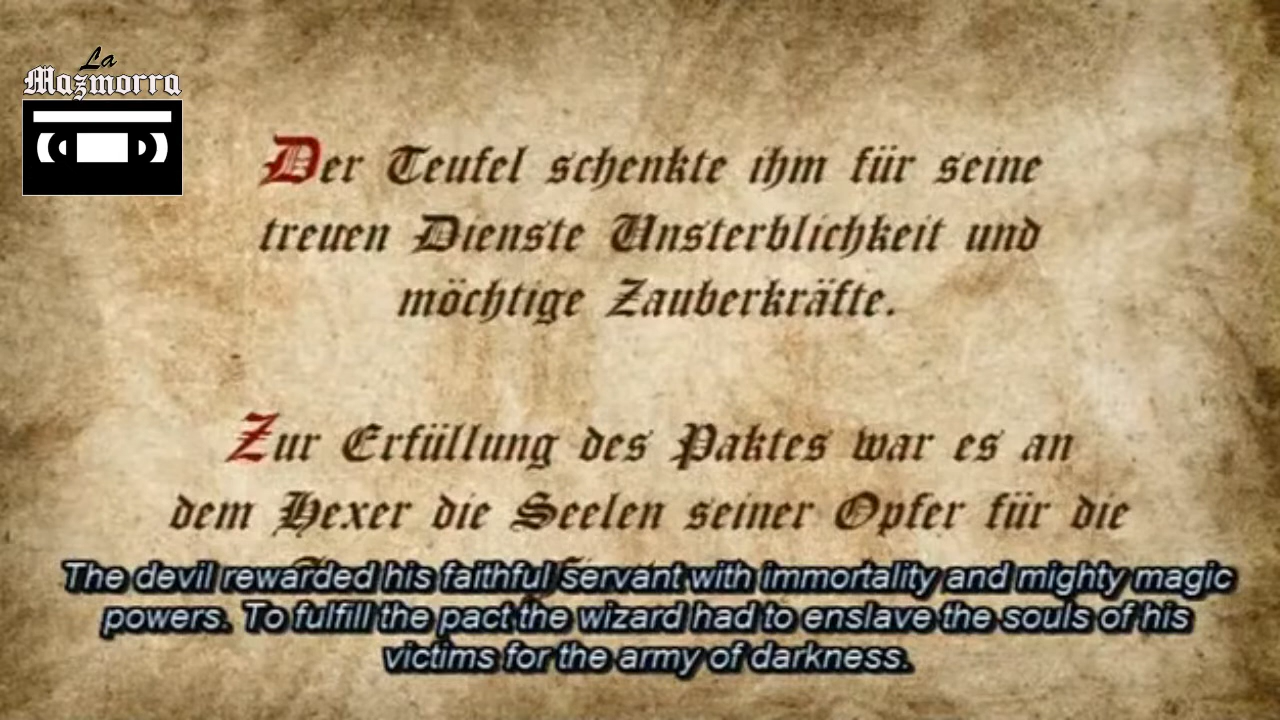 La
Mazmorra
Der Teufel schenkte ihm für seine
treuen Dienste Unsterblichkeit und
möchtige Zauberkräfte.
Zur Erfüllung des Paktes war es an
dem Hexer die Seelen seiner Opfer für die
The devil rewarded his faithful servant with immortality and mighty magic
powers. To fulfill the pact the wizard had to enslave the souls of his
victims for the army of darkness.